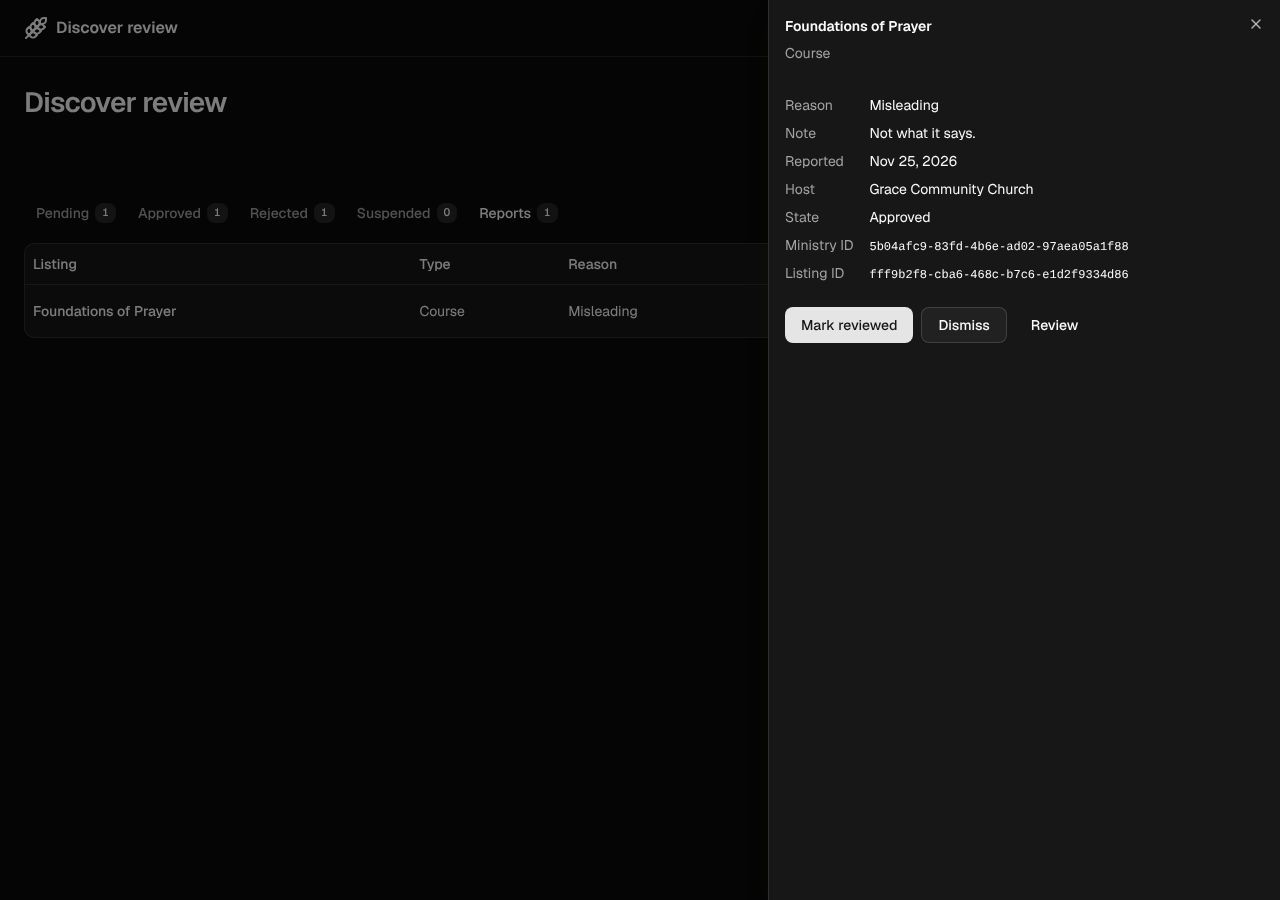 Discover review
Discover review
Pending 1 Approved 1 Rejected 1 Suspended 0 Reports 1
Listing Type Reason
Foundations of Prayer Course Misleading
Foundations of Prayer
Course
Reason Misleading
Note Not what it says.
Reported Nov 25, 2026
Host Grace Community Church
State Approved
Ministry ID 5b04afc9-83fd-4b6e-ad02-97aea05a1f88
Listing ID fff9b2f8-cba6-468c-b7c6-e1d2f9334d86
Mark reviewed Dismiss Review